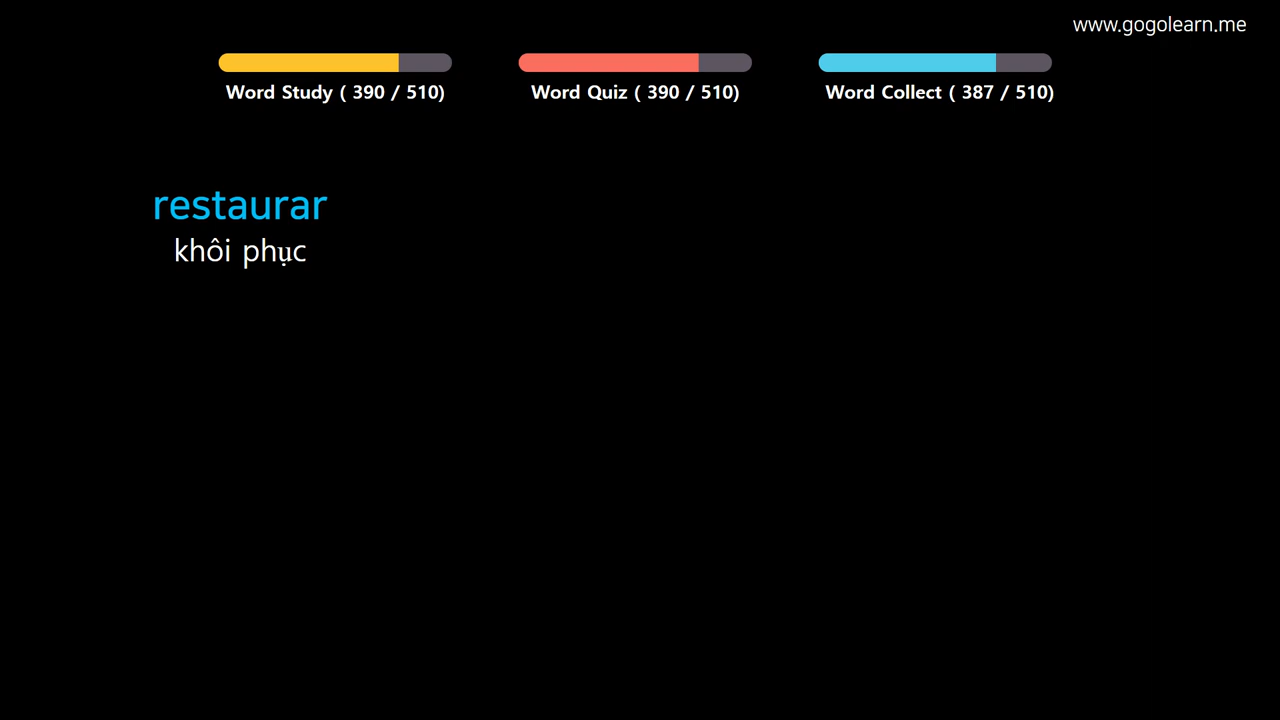 www.gogolearn.me
Word Study ( 390 / 510)
Word Quiz ( 390 / 510)
Word Collect ( 387 / 510)
restaurar
khôi phục